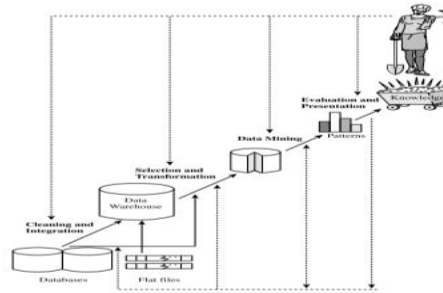 Evaluation and
Presentation
Knowledge
Data Mining
Patterns
Selection and
Transformation
Data
Warehouse
Cleaning and
Integration
Databases
Flat files